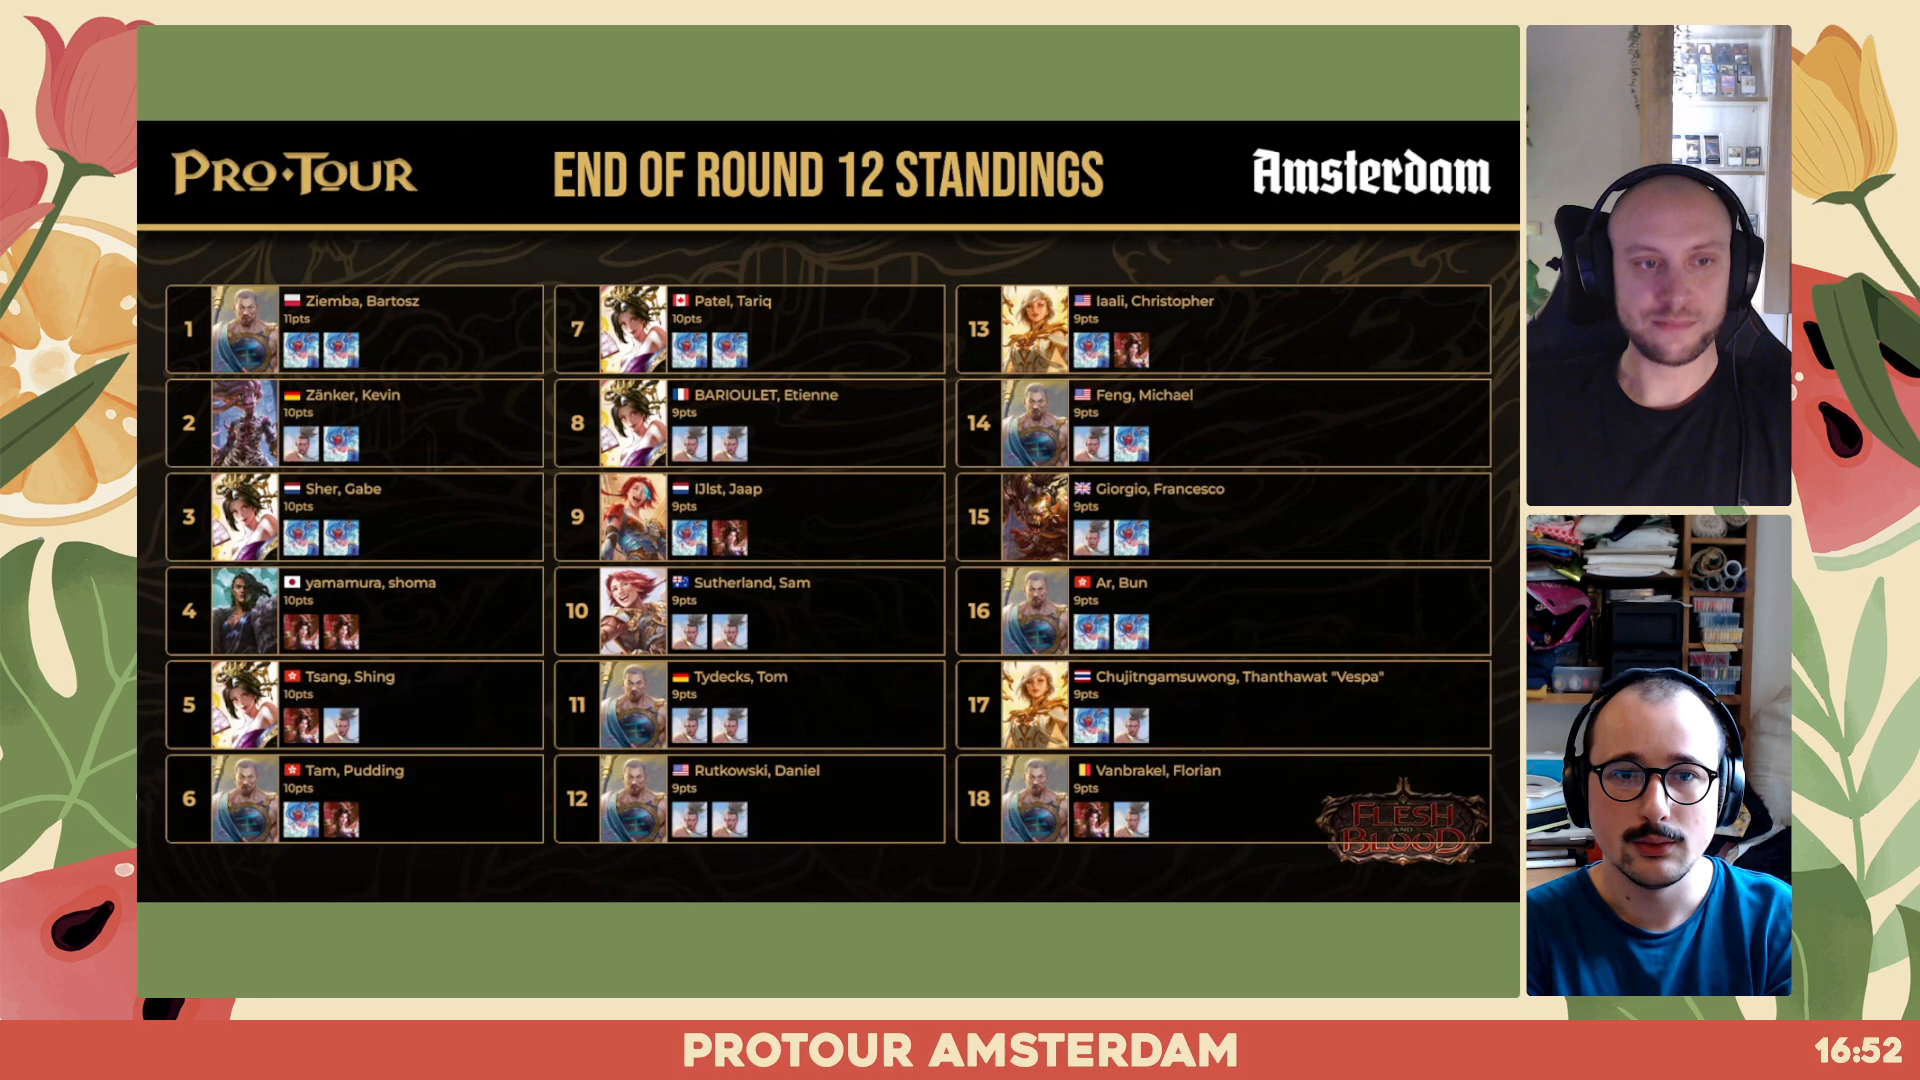 PRO·TOUR
END OF ROUND 12 STANDINGS
Amsterdam
1
Ziemba, Bartosz
11pts
2
Zänker, Kevin
10pts
3
Sher, Gabe
10pts
4
yamamura, shoma
10pts
5
Tsang, Shing
10pts
6
Tam, Pudding
10pts
7
Patel, Tariq
10pts
8
BARIOULET, Etienne
9pts
9
IJlst, Jaap
9pts
10
Sutherland, Sam
9pts
11
Tydecks, Tom
9pts
12
Rutkowski, Daniel
9pts
13
Iaali, Christopher
9pts
14
Feng, Michael
9pts
15
Giorgio, Francesco
9pts
16
Ar, Bun
9pts
17
Chujitngamsuwong, Thanthawat "Vespa"
9pts
18
Vanbrakel, Florian
9pts
FLESH
AND
BLOOD
PROTOUR AMSTERDAM
16:52